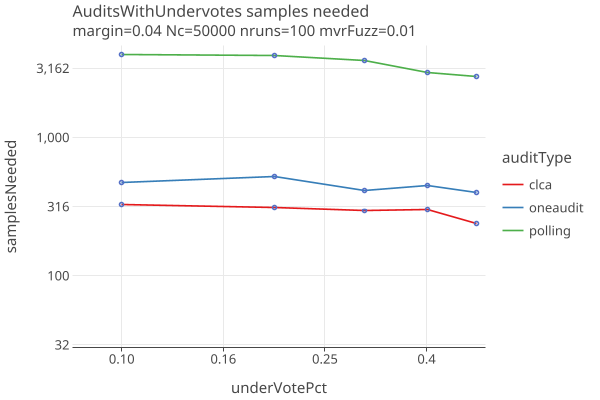 AuditsWithUndervotes samples needed
margin=0.04 Nc=50000 nruns=100 mvrFuzz=0.01
3,162
1,000
316
100
32
samplesNeeded
0.10
0.16
0.25
0.4
underVotePct
auditType
clca
oneaudit
polling